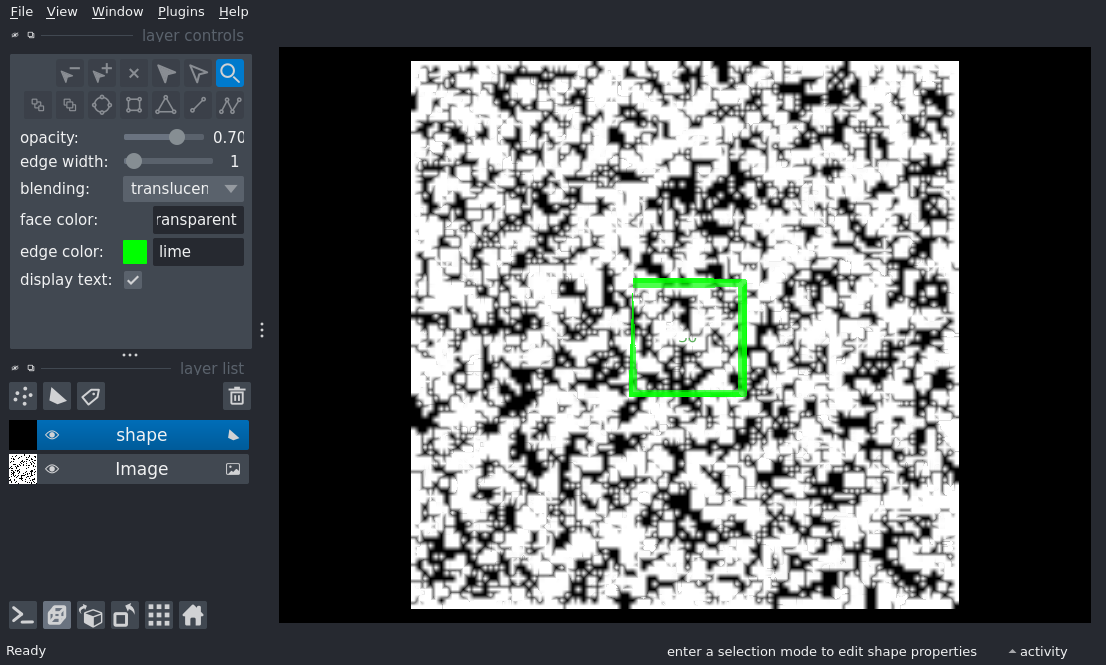 File View Window Plugins Help
layer controls
opacity: 0.70
edge width: 1
blending: translucen
face color: ransparent
edge color: lime
display text:
layer list
shape
Image
Ready
enter a selection mode to edit shape properties
activity